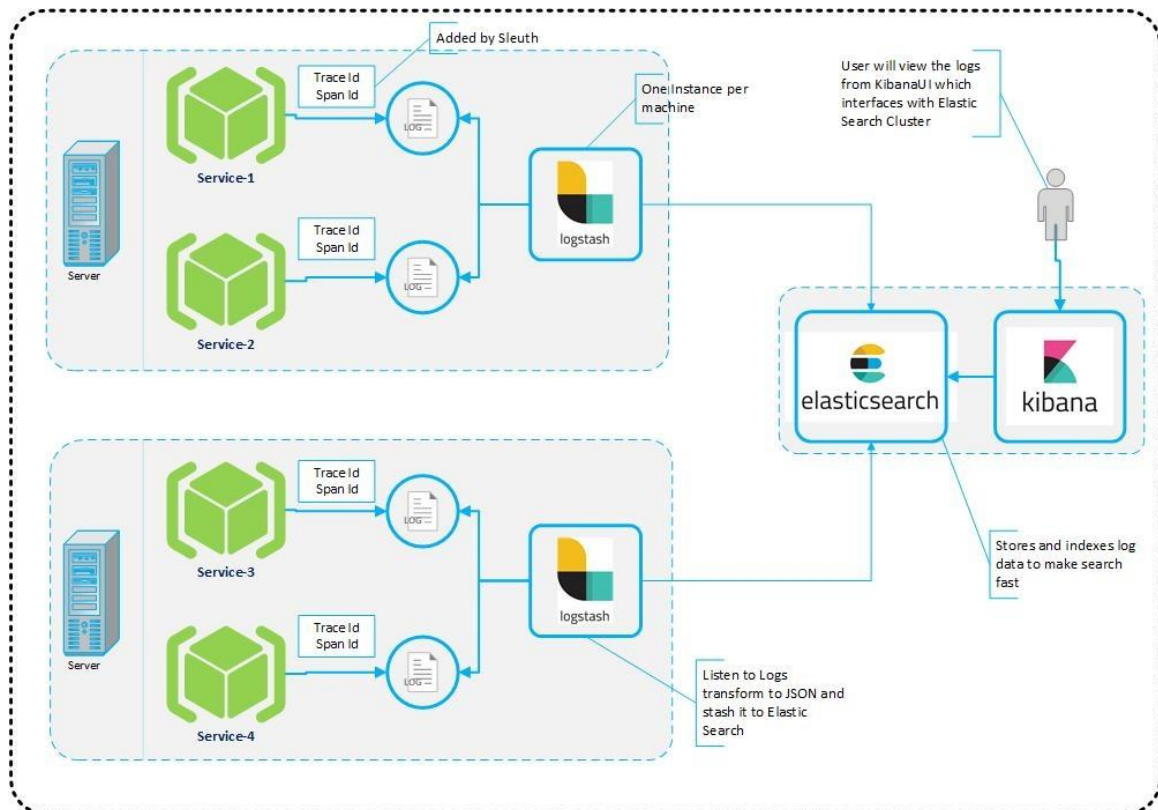 Added by Sleuth
Trace Id
Span Id
LOG
Service-1
One Instance per
machine
logstash
Trace Id
Span Id
LOG
Service-2
Server
User will view the logs
from KibanaUI which
interfaces with Elastic
Search Cluster
elasticsearch
kibana
Trace Id
Span Id
LOG
Service-3
logstash
Trace Id
Span Id
LOG
Service-4
Server
Stores and indexes log
data to make search
fast
Listen to Logs
transform to JSON and
stash it to Elastic
Search